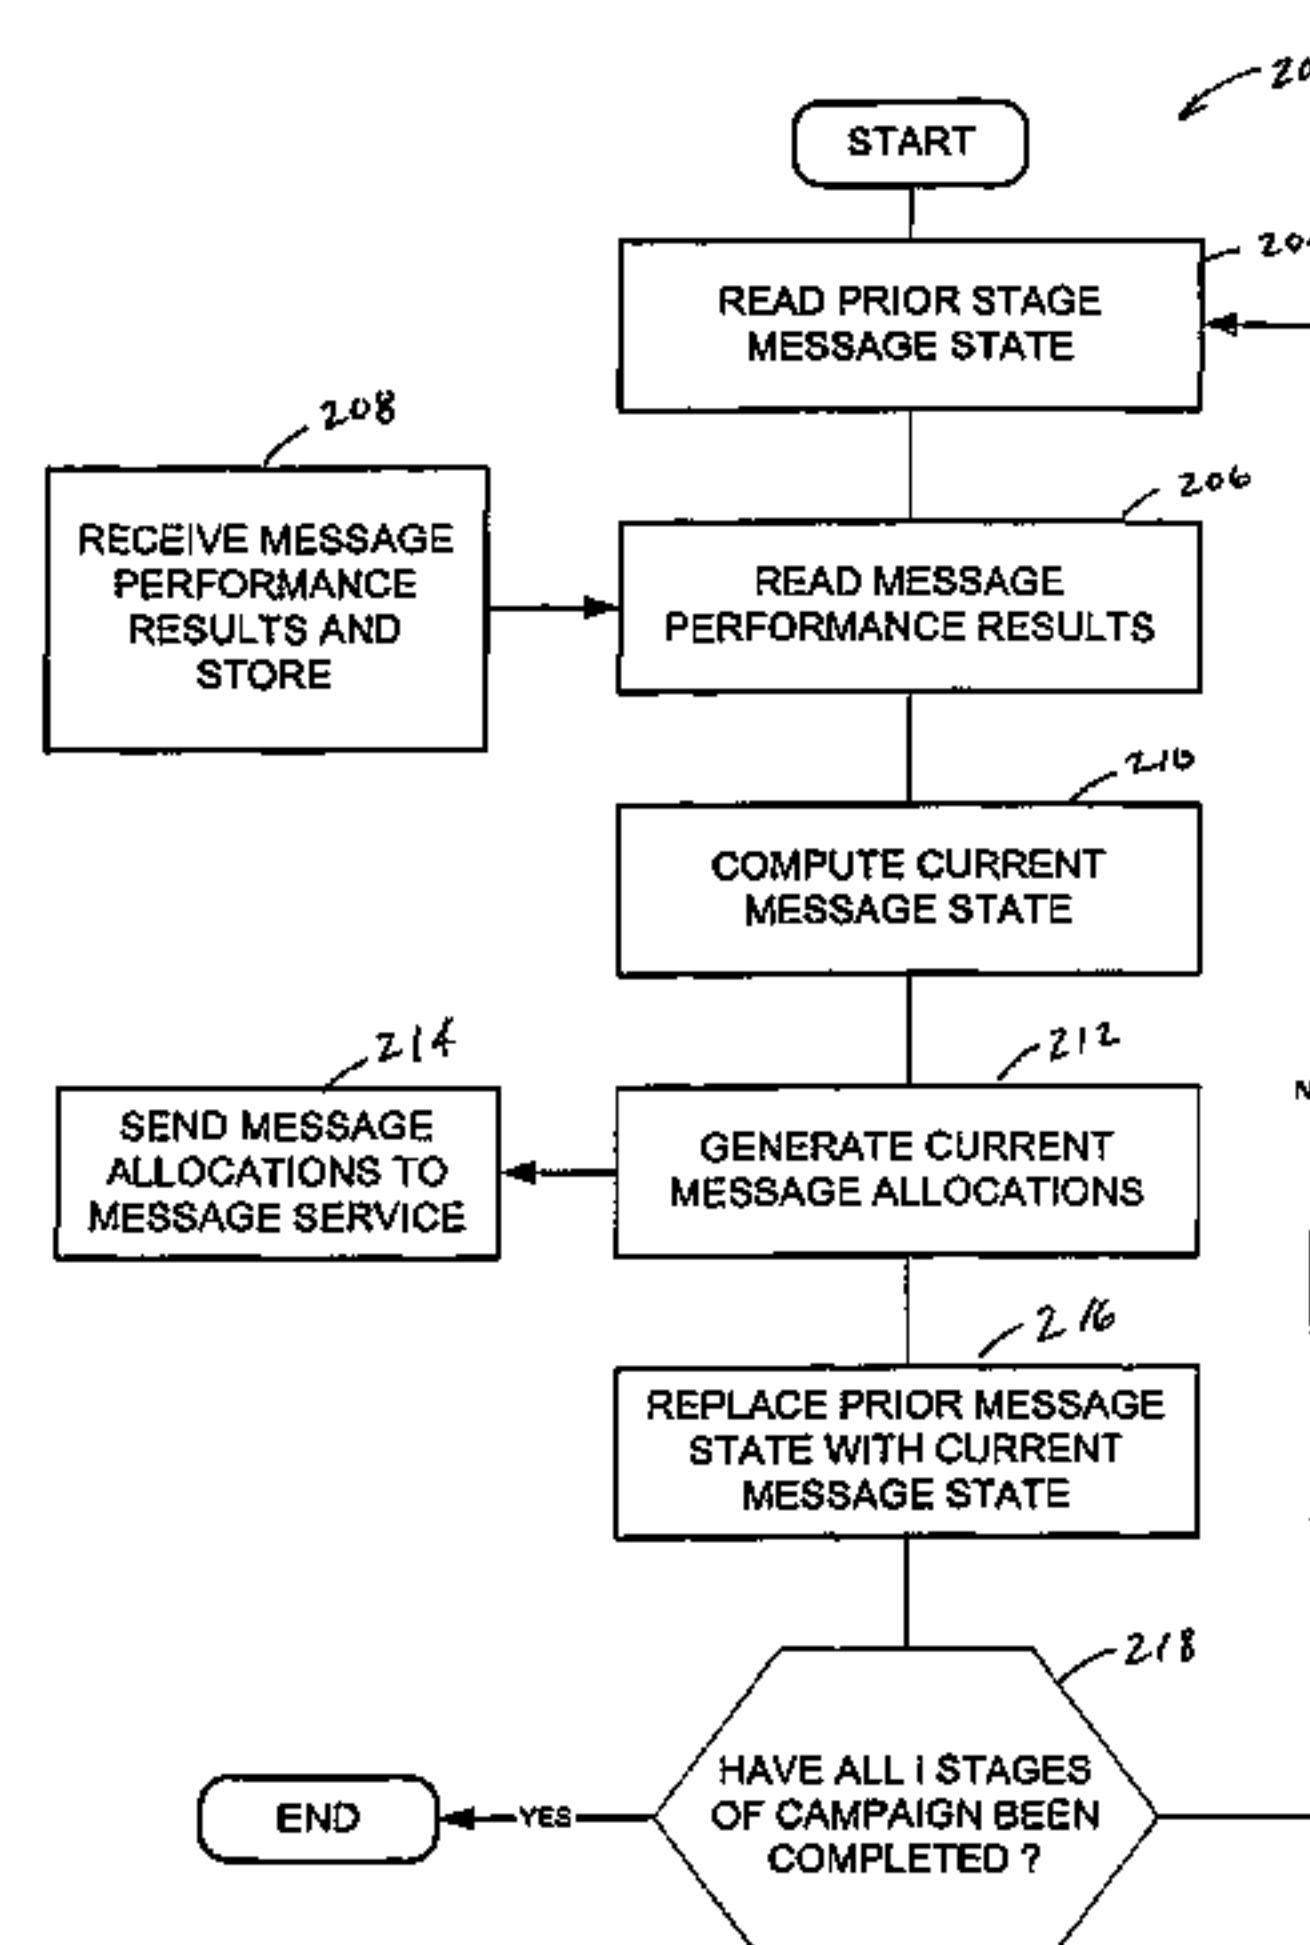 START
READ PRIOR STAGE
MESSAGE STATE
208
RECEIVE MESSAGE
PERFORMANCE
RESULTS AND
STORE
206
READ MESSAGE
PERFORMANCE RESULTS
210
COMPUTE CURRENT
MESSAGE STATE
214
SEND MESSAGE
ALLOCATIONS TO
MESSAGE SERVICE
212
GENERATE CURRENT
MESSAGE ALLOCATIONS
216
REPLACE PRIOR MESSAGE
STATE WITH CURRENT
MESSAGE STATE
218
HAVE ALL I STAGES
OF CAMPAIGN BEEN
COMPLETED ?
YES
END